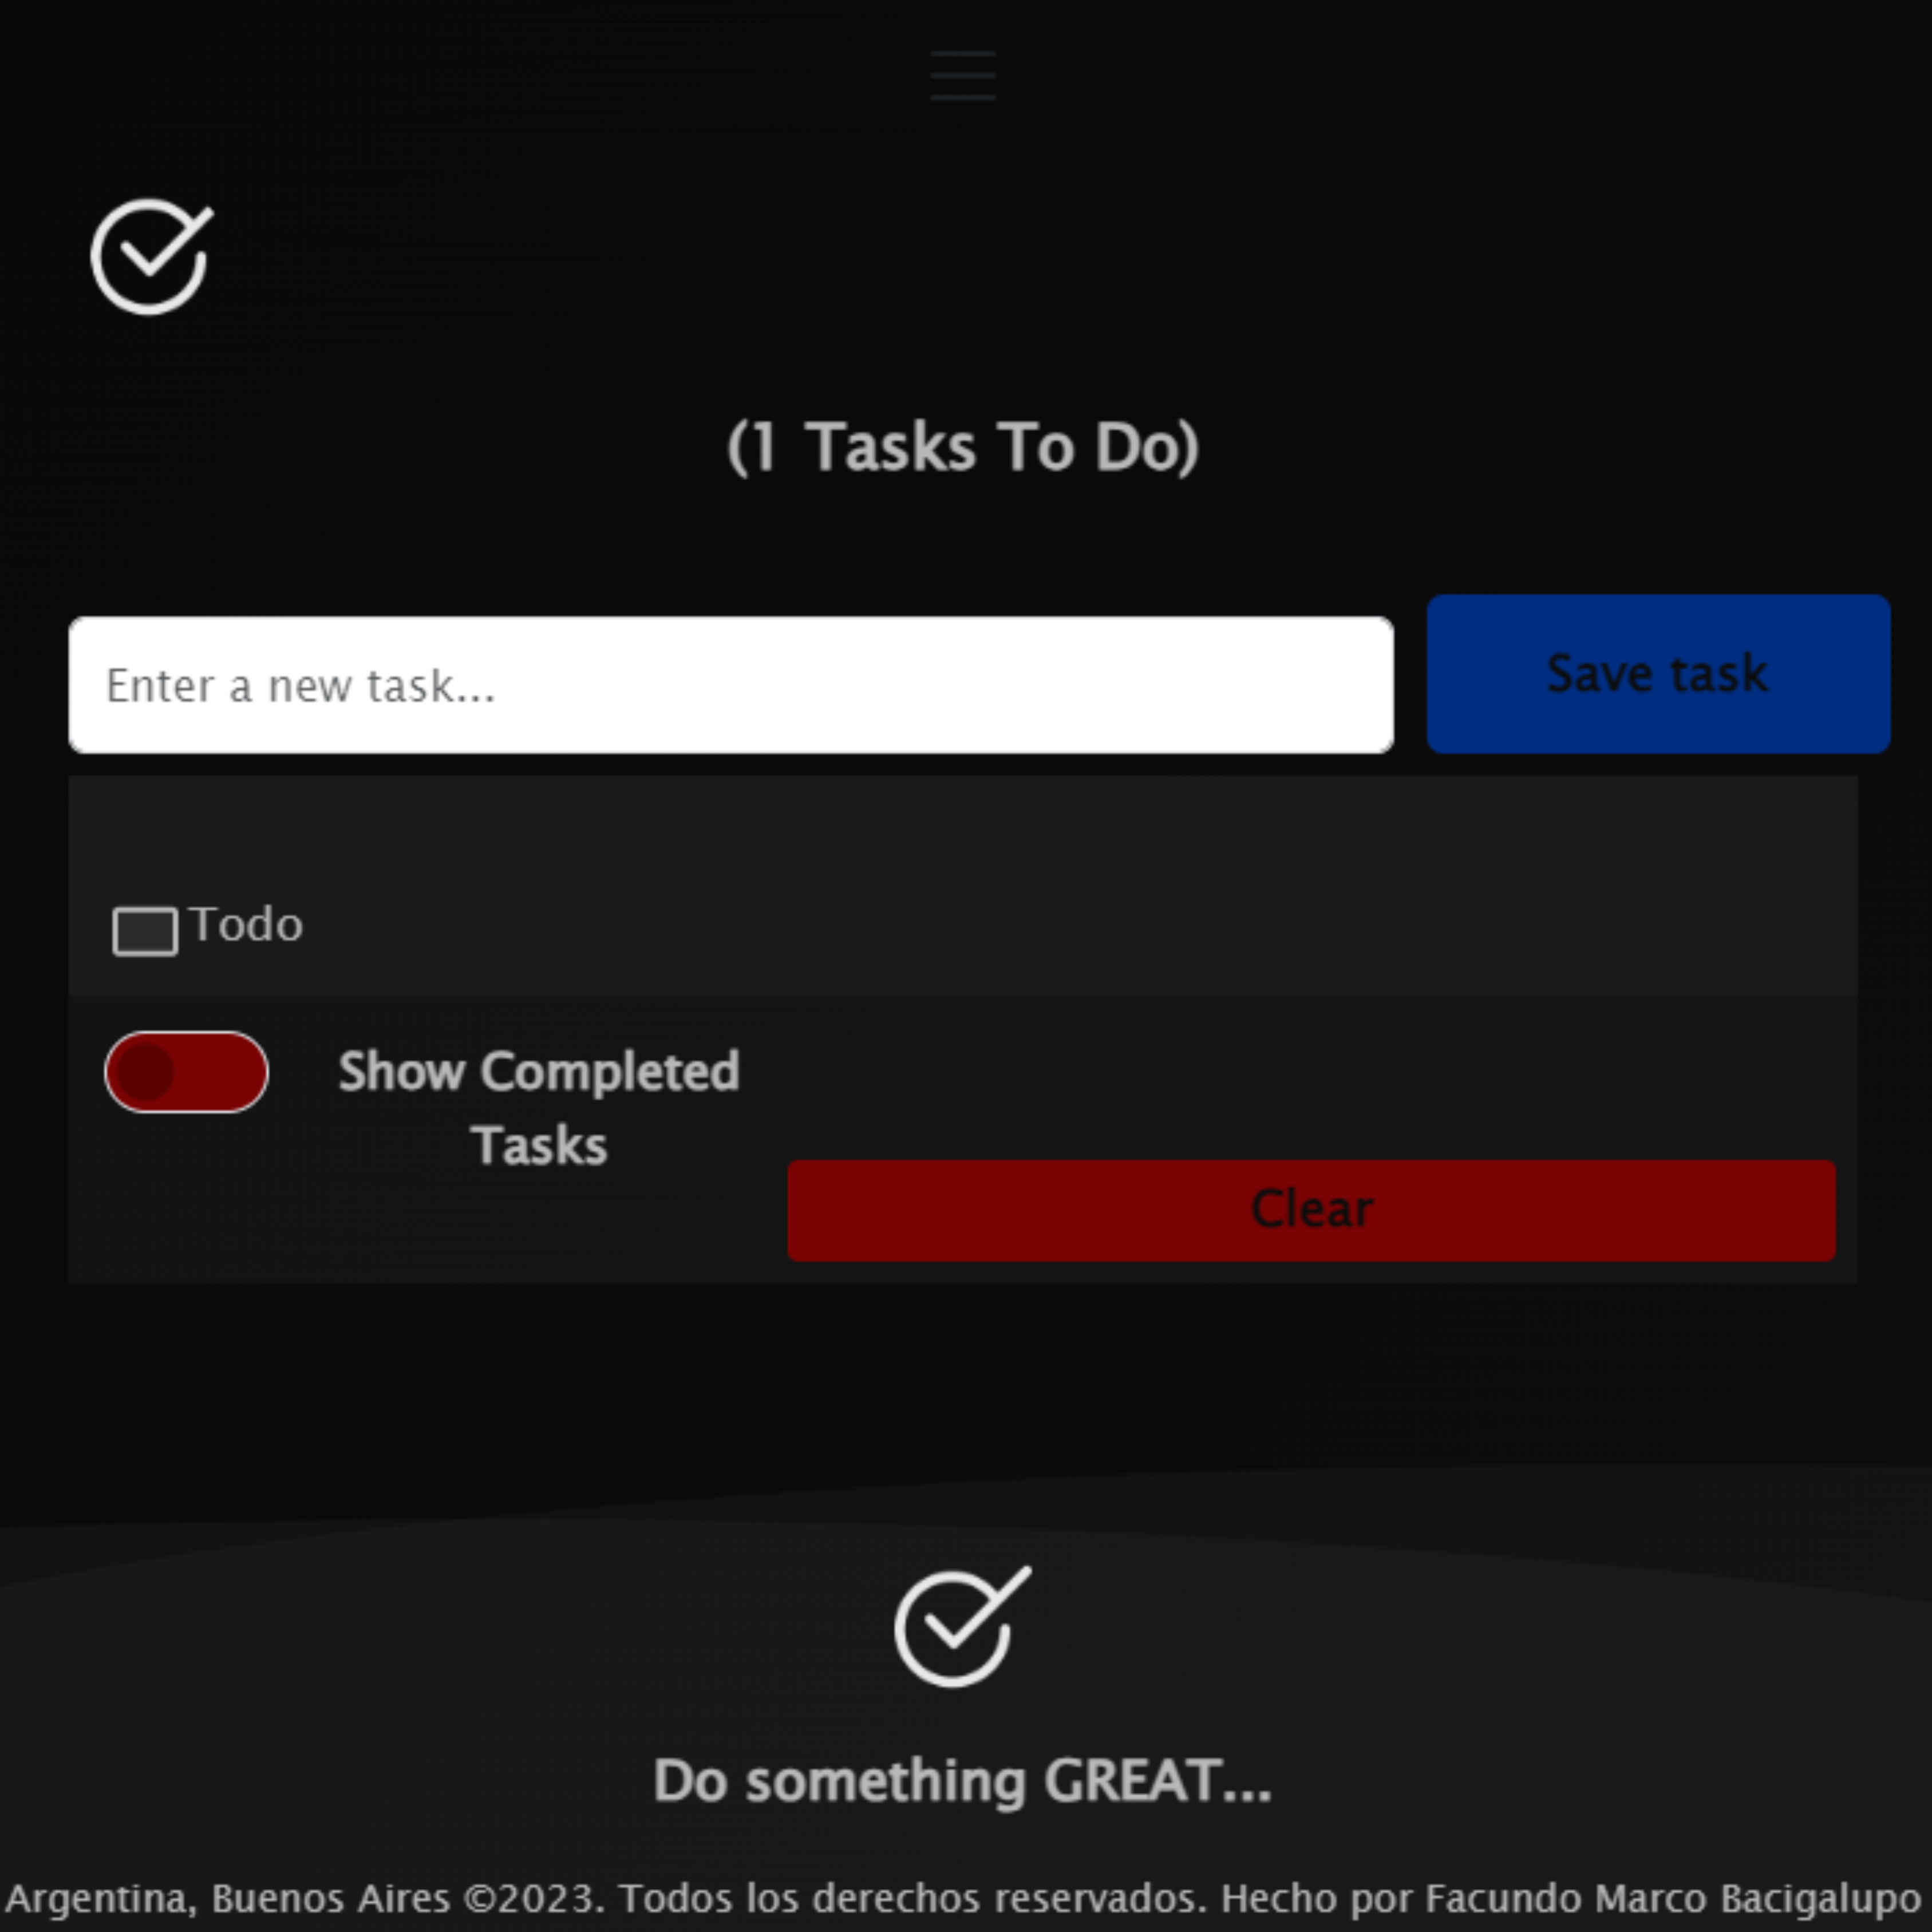 (1 Tasks To Do)
Enter a new task...
Save task
Todo
Show Completed
Tasks
Clear
Do something GREAT...
Argentina, Buenos Aires ©2023. Todos los derechos reservados. Hecho por Facundo Marco Bacigalupo